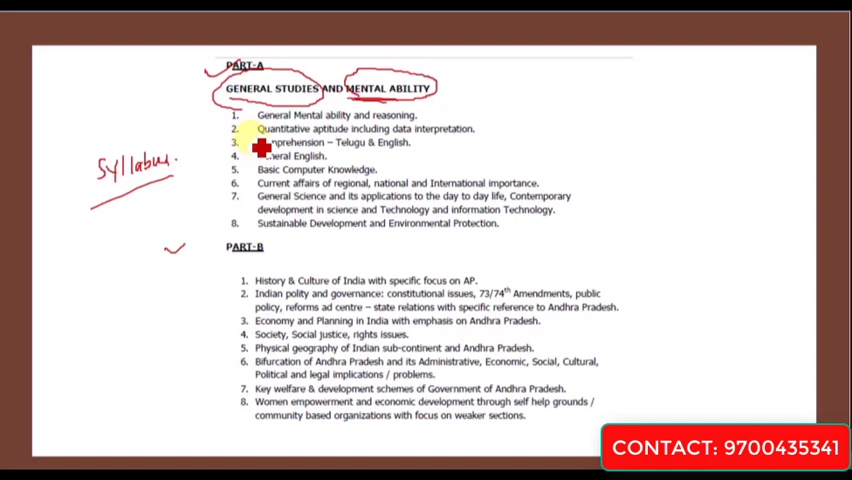 PART-A
GENERAL STUDIES AND MENTAL ABILITY
1. General Mental ability and reasoning.
2. Quantitative aptitude including data interpretation.
3. mprehension – Telugu & English.
4. eral English.
5. Basic Computer Knowledge.
6. Current affairs of regional, national and International importance.
7. General Science and its applications to the day to day life, Contemporary
development in science and Technology and information Technology.
8. Sustainable Development and Environmental Protection.
Syllabus.
PART-B
1. History & Culture of India with specific focus on AP.
2. Indian polity and governance: constitutional issues, 73/74th Amendments, public
policy, reforms ad centre – state relations with specific reference to Andhra Pradesh.
3. Economy and Planning in India with emphasis on Andhra Pradesh.
4. Society, Social justice, rights issues.
5. Physical geography of Indian sub-continent and Andhra Pradesh.
6. Bifurcation of Andhra Pradesh and its Administrative, Economic, Social, Cultural,
Political and legal implications / problems.
7. Key welfare & development schemes of Government of Andhra Pradesh.
8. Women empowerment and economic development through self help grounds /
community based organizations with focus on weaker sections.
CONTACT: 9700435341